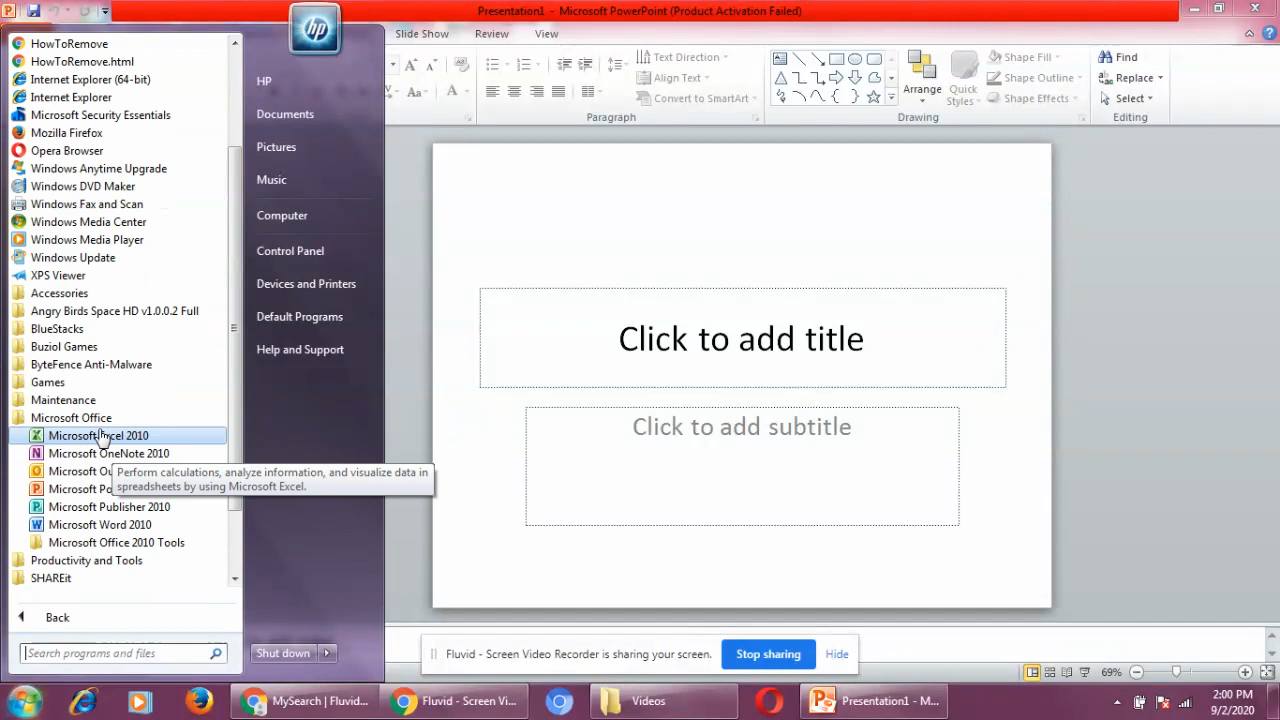 Presentation1 - Microsoft PowerPoint (Product Activation Failed)
hp
Slide Show
Review
View
HowToRemove
HowToRemove.html
Internet Explorer (64-bit)
Internet Explorer
Microsoft Security Essentials
Mozilla Firefox
Opera Browser
Windows Anytime Upgrade
Windows DVD Maker
Windows Fax and Scan
Windows Media Center
Windows Media Player
Windows Update
XPS Viewer
Accessories
Angry Birds Space HD v1.0.0.2 Full
BlueStacks
Buziol Games
ByteFence Anti-Malware
Games
Maintenance
Microsoft Office
Microsoft Excel 2010
Microsoft OneNote 2010
Microsoft Ou
Microsoft Po
Microsoft Publisher 2010
Microsoft Word 2010
Microsoft Office 2010 Tools
Productivity and Tools
SHAREit
Back
Search programs and files
HP
Documents
Pictures
Music
Computer
Control Panel
Devices and Printers
Default Programs
Help and Support
Shut down
Perform calculations, analyze information, and visualize data in
spreadsheets by using Microsoft Excel.
Text Direction
Align Text
Convert to SmartArt
Paragraph
Arrange
Quick
Styles
Shape Fill
Shape Outline
Shape Effects
Drawing
Find
Replace
Select
Editing
Click to add title
Click to add subtitle
Fluvid - Screen Video Recorder is sharing your screen.
Stop sharing
Hide
69%
MySearch | Fluvid...
Fluvid - Screen Vi...
Videos
Presentation1 - M...
2:00 PM
9/2/2020